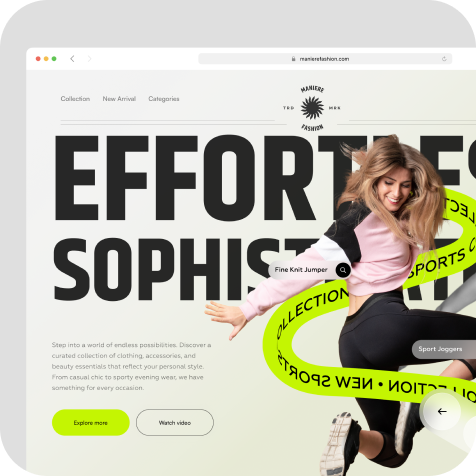 manierefashion.com
Collection New Arrival Categories
MANIERE
TRD MRK
FASHION
EFFORTLES
SOPHIST
Fine Knit Jumper
SPORTS
COLLECTION
Sport Joggers
NEW SPORTS COLLECTION • NEW SPORTS
Step into a world of endless possibilities. Discover a
curated collection of clothing, accessories, and
beauty essentials that reflect your personal style.
From casual chic to sporty evening wear, we have
something for every occasion.
Explore more
Watch video